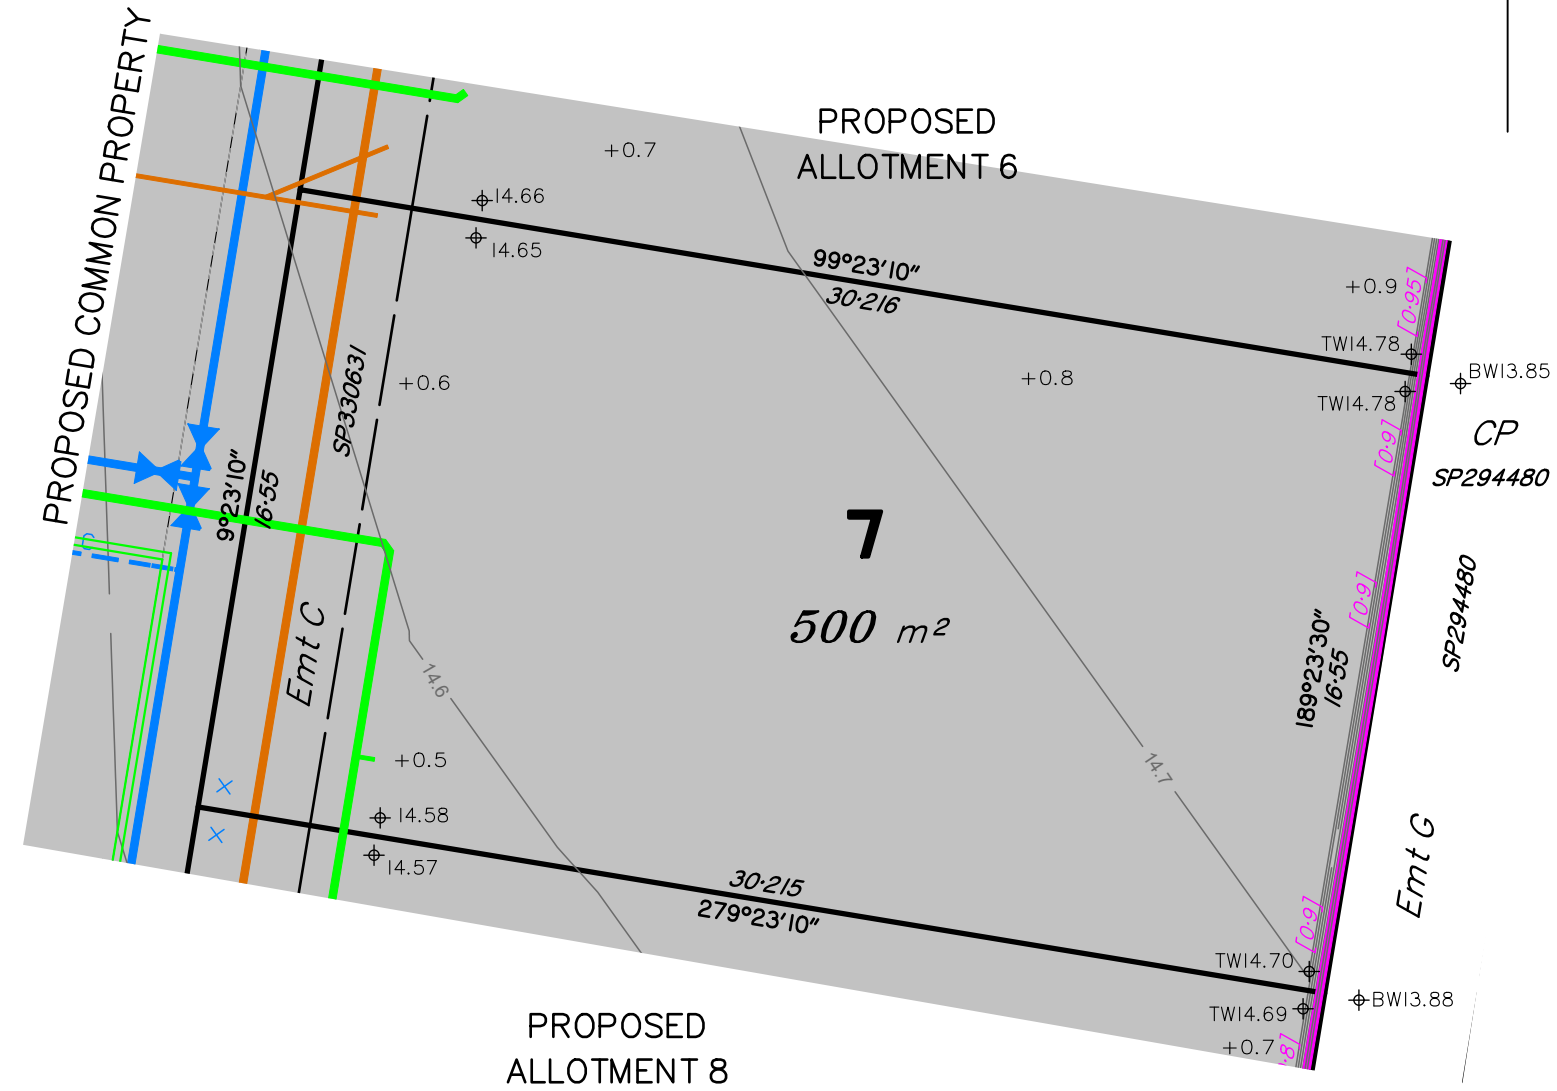 PROPOSED COMMON PROPERTY
PROPOSED
ALLOTMENT 6
+0.7
14.66
14.65
99°23'10"
30·216
+0.9
[0·95]
TW14.78
TW14.78
BW13.85
CP
SP294480
[0·9]
SP330631
+0.6
+0.8
9°23'10"
16·55
7
500 m²
[0·9]
SP294480
189°23'30"
16·55
Emt C
14.6
14.7
+0.5
14.58
14.57
30·215
279°23'10"
Emt G
[0·9]
TW14.70
TW14.69
BW13.88
+0.7
·8]
PROPOSED
ALLOTMENT 8